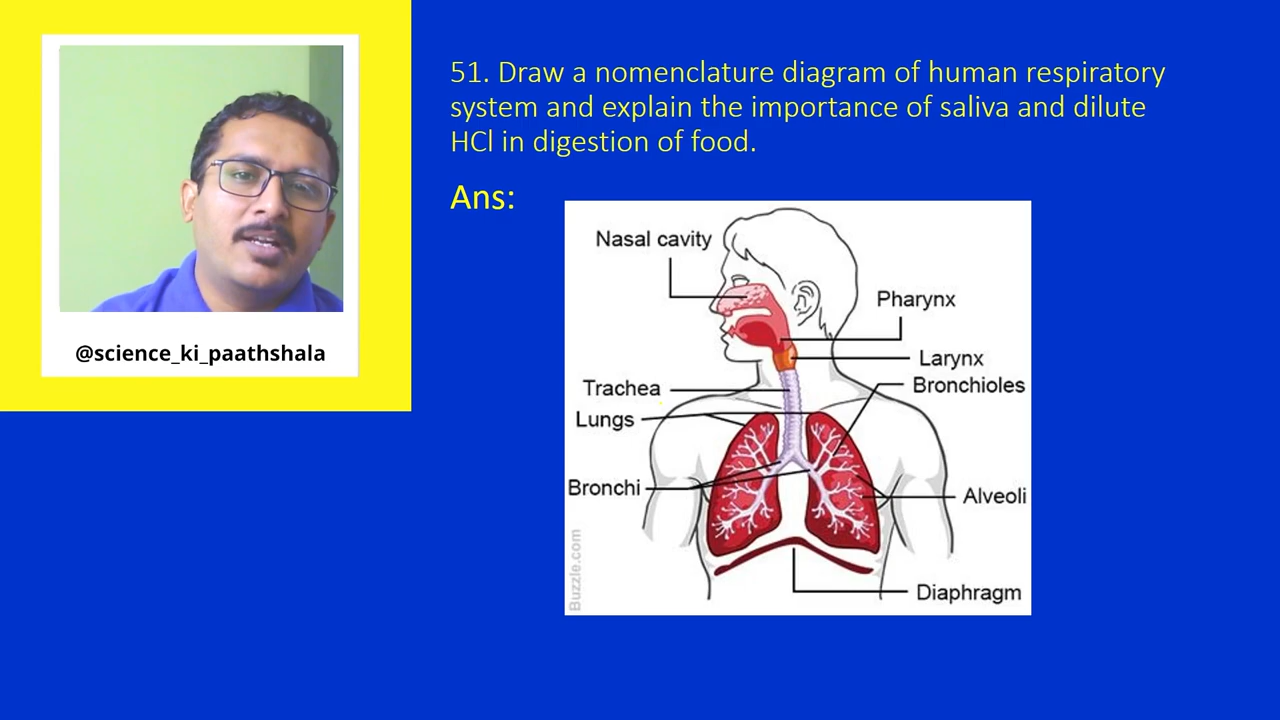 51. Draw a nomenclature diagram of human respiratory
system and explain the importance of saliva and dilute
HCl in digestion of food.
Ans:
@science_ki_paathshala
Nasal cavity
Pharynx
Larynx
Trachea
Bronchioles
Lungs
Bronchi
Alveoli
Diaphragm
Buzzle.com